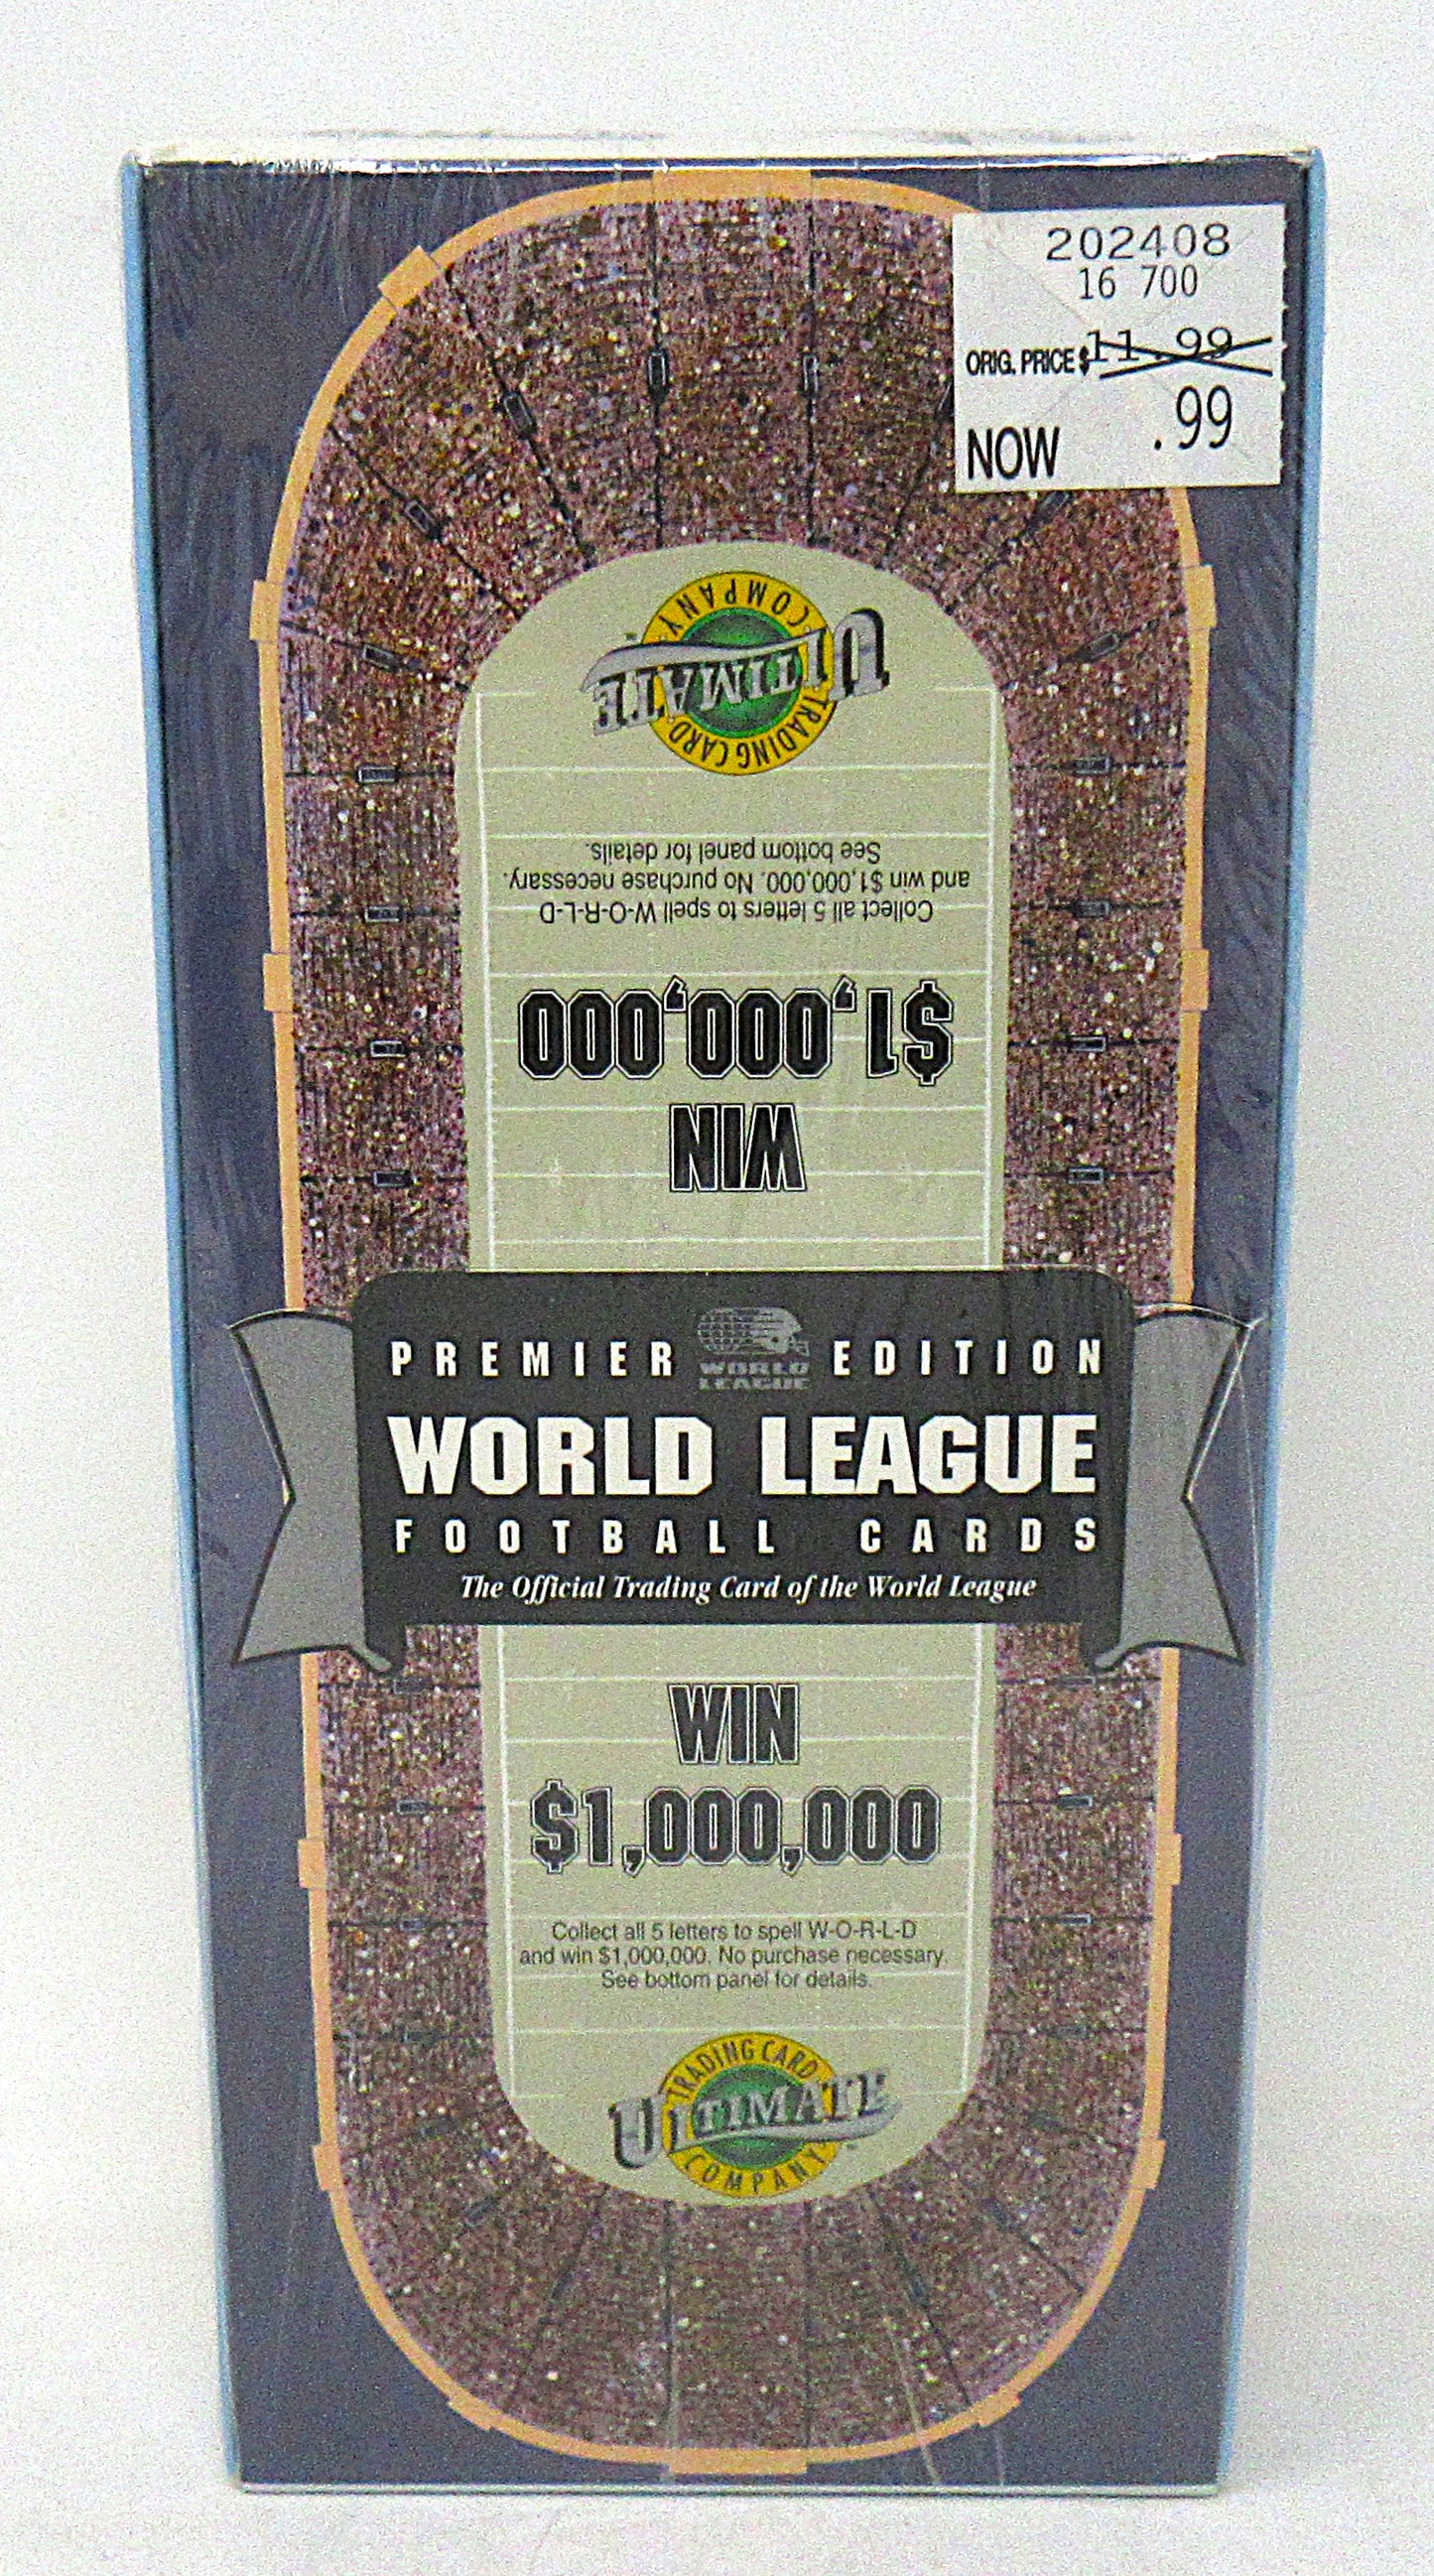 202408
16 700
ORIG. PRICE $11.99
NOW .99
TRADING CARD
ULTIMATE
COMPANY
™
WIN
$1,000,000
Collect all 5 letters to spell W-O-R-L-D
and win $1,000,000. No purchase necessary.
See bottom panel for details.
PREMIER EDITION
WORLD
LEAGUE
WORLD LEAGUE
FOOTBALL CARDS
The Official Trading Card of the World League
WIN
$1,000,000
Collect all 5 letters to spell W-O-R-L-D
and win $1,000,000. No purchase necessary.
See bottom panel for details.
TRADING CARD
ULTIMATE
COMPANY
™